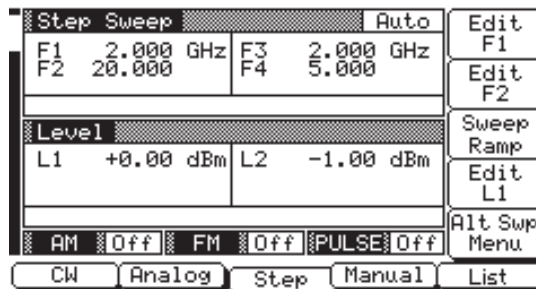 Step Sweep Auto
F1 2.000 GHz F3 2.000 GHz
F2 20.000 F4 5.000
Level
L1 +0.00 dBm L2 -1.00 dBm
AM Off FM Off PULSE Off
CW Analog Step Manual List
Edit
F1
Edit
F2
Sweep
Ramp
Edit
L1
Alt Swp
Menu